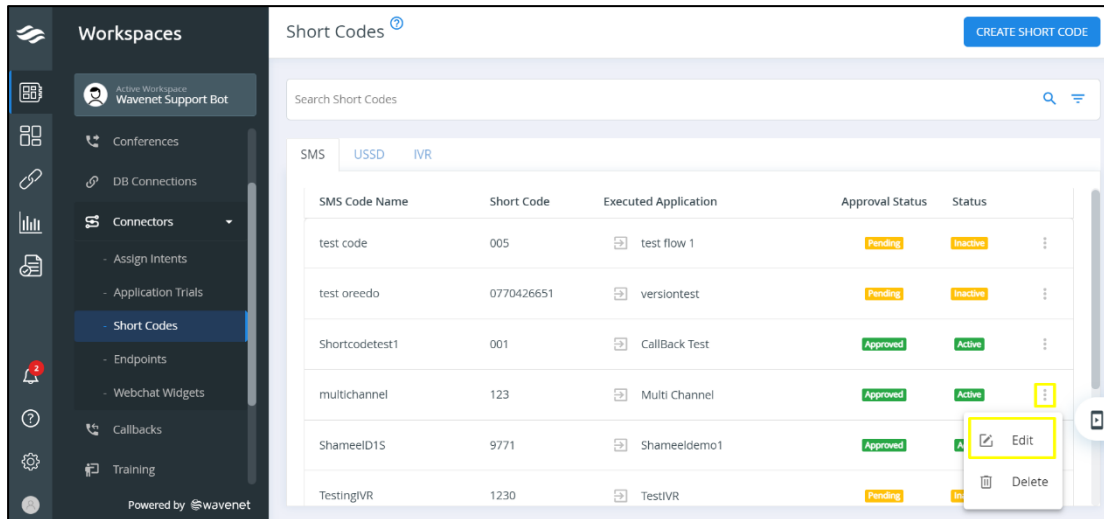 Workspaces
Active Workspace
Wavenet Support Bot
Conferences
DB Connections
Connectors
- Assign Intents
- Application Trials
- Short Codes
- Endpoints
- Webchat Widgets
Callbacks
Training
Powered by wavenet
2
Short Codes ?
CREATE SHORT CODE
Search Short Codes
SMS USSD IVR
SMS Code Name Short Code Executed Application Approval Status Status
test code 005 test flow 1 Pending Inactive
test oreedo 0770426651 versiontest Pending Inactive
Shortcodetest1 001 CallBack Test Approved Active
multichannel 123 Multi Channel Approved Active
ShameelD1S 9771 Shameeldemo1 Approved
TestingIVR 1230 TestIVR Pending
Edit
Delete